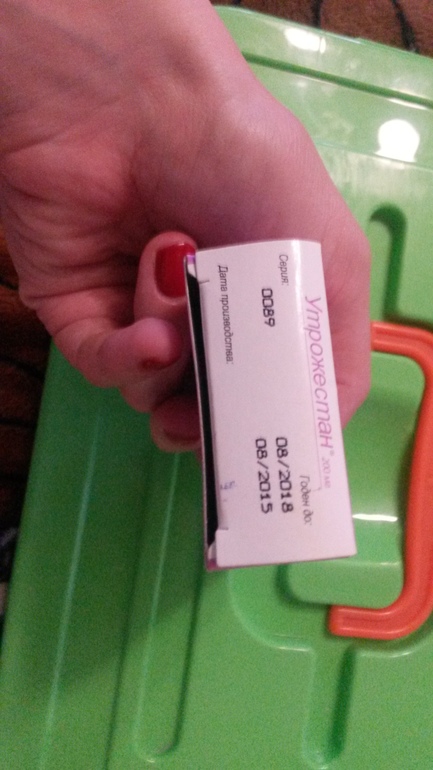 Утрожестан® 200 мг
Серия: 0089
Годен до: 08/2018
Дата производства: 08/2015